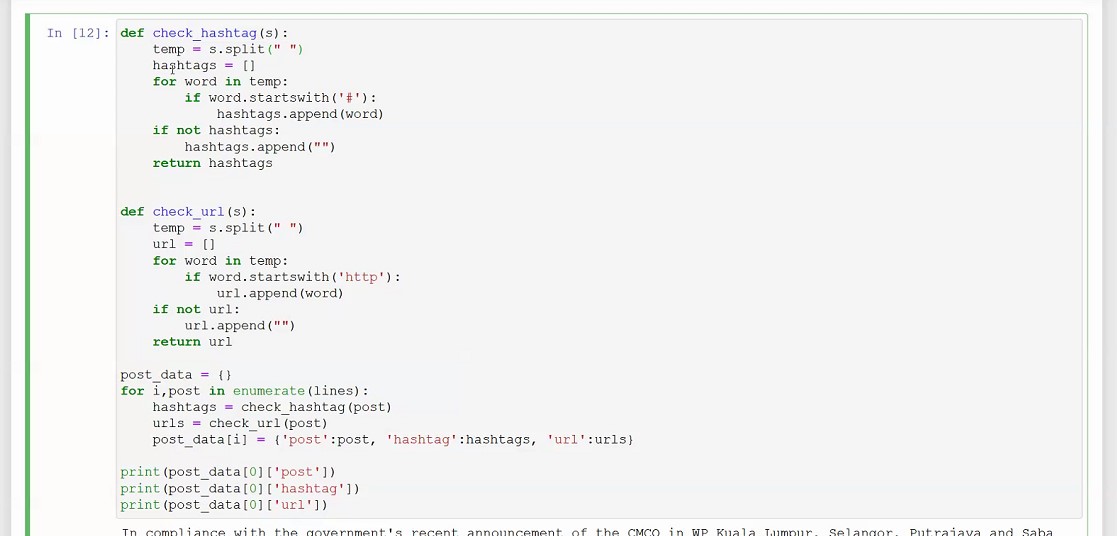 In [12]: def check_hashtag(s):
    temp = s.split(" ")
    hashtags = []
    for word in temp:
        if word.startswith('#'):
            hashtags.append(word)
    if not hashtags:
        hashtags.append("")
    return hashtags
def check_url(s):
    temp = s.split(" ")
    url = []
    for word in temp:
        if word.startswith('http'):
            url.append(word)
    if not url:
        url.append("")
    return url
post_data = {}
for i,post in enumerate(lines):
    hashtags = check_hashtag(post)
    urls = check_url(post)
    post_data[i] = {'post':post, 'hashtag':hashtags, 'url':urls}
print(post_data[0]['post'])
print(post_data[0]['hashtag'])
print(post_data[0]['url'])
In compliance with the government's recent announcement of the CMCO in WP Kuala Lumpur, Selangor, Putrajaya and Saba